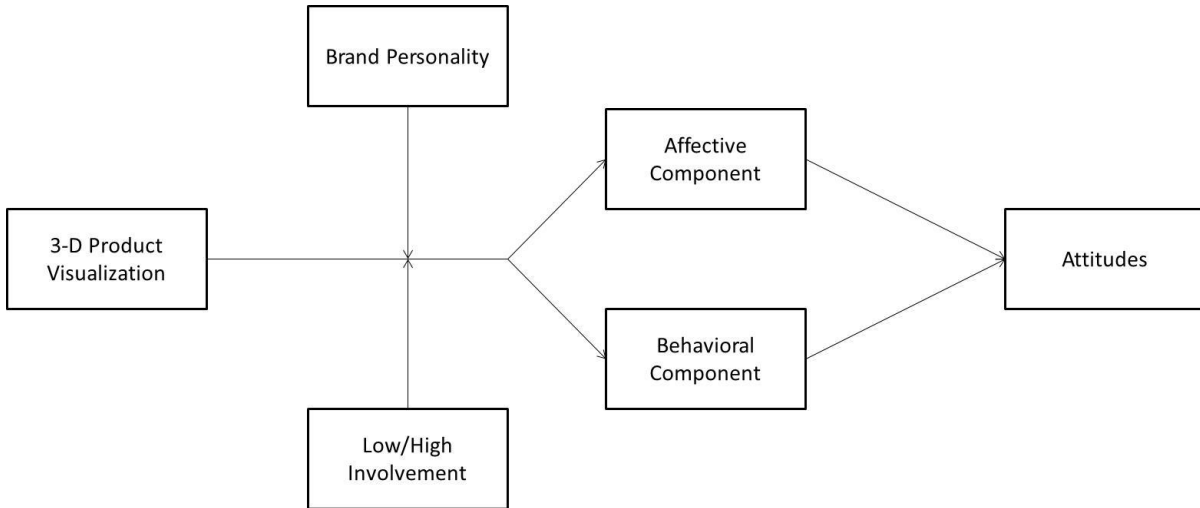 Brand Personality
Affective
Component
3-D Product
Visualization
Attitudes
Behavioral
Component
Low/High
Involvement